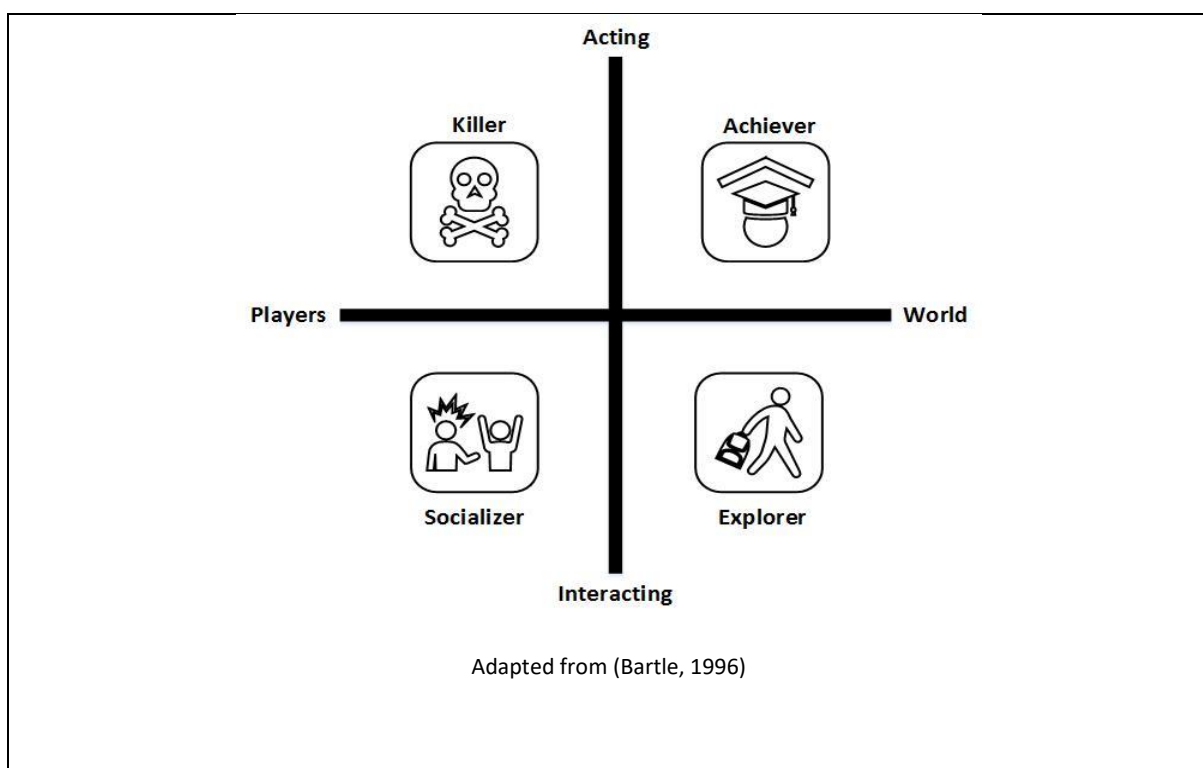 Acting
Killer
Achiever
Players
World
Socializer
Explorer
Interacting
Adapted from (Bartle, 1996)